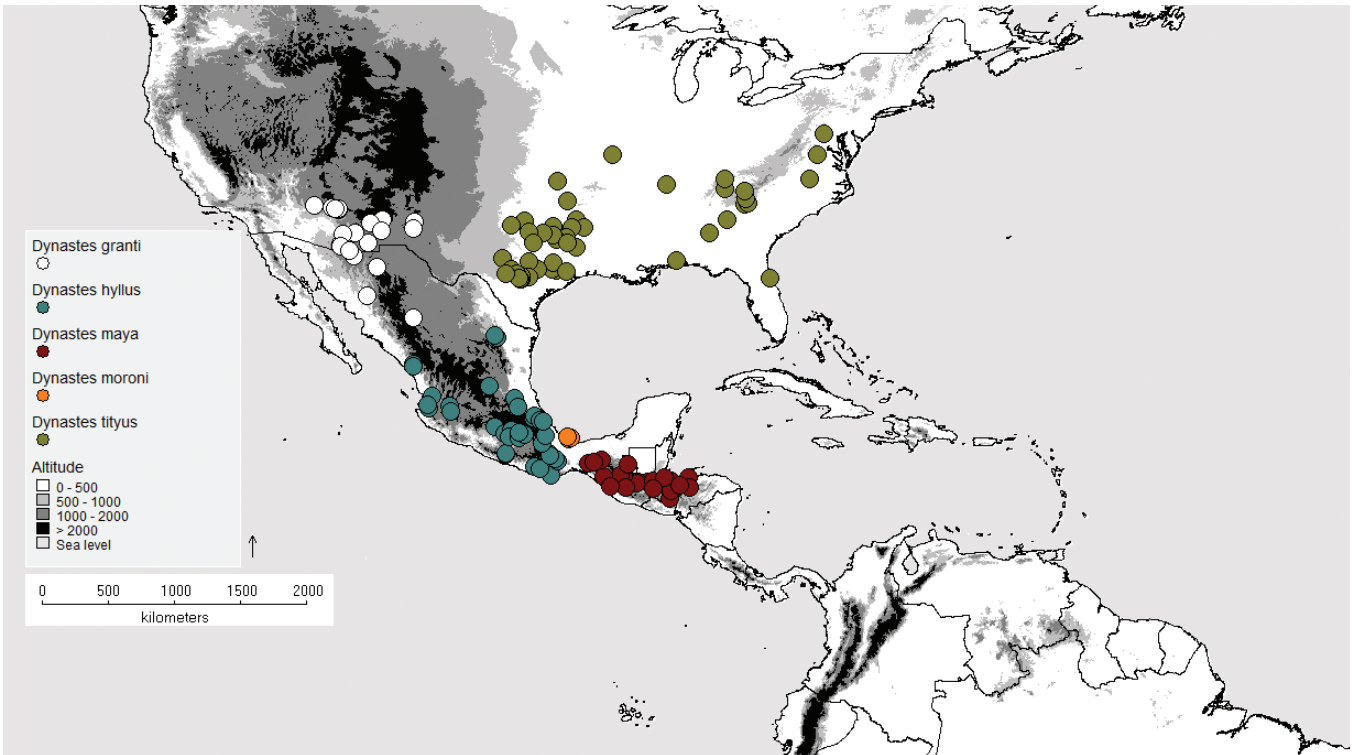 Dynastes granti
Dynastes hyllus
Dynastes maya
Dynastes moroni
Dynastes tityus
Altitude
0 - 500
500 - 1000
1000 - 2000
> 2000
Sea level
0 500 1000 1500 2000
kilometers